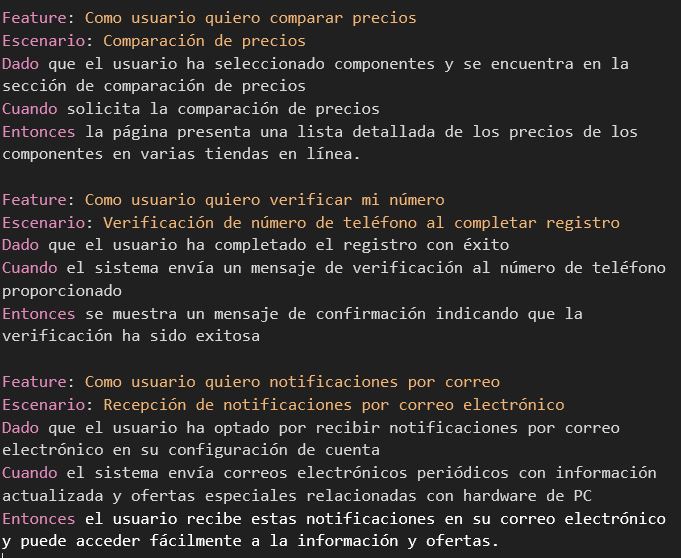 Feature: Como usuario quiero comparar precios
Escenario: Comparación de precios
Dado que el usuario ha seleccionado componentes y se encuentra en la
sección de comparación de precios
Cuando solicita la comparación de precios
Entonces la página presenta una lista detallada de los precios de los
componentes en varias tiendas en línea.
Feature: Como usuario quiero verificar mi número
Escenario: Verificación de número de teléfono al completar registro
Dado que el usuario ha completado el registro con éxito
Cuando el sistema envía un mensaje de verificación al número de teléfono
proporcionado
Entonces se muestra un mensaje de confirmación indicando que la
verificación ha sido exitosa
Feature: Como usuario quiero notificaciones por correo
Escenario: Recepción de notificaciones por correo electrónico
Dado que el usuario ha optado por recibir notificaciones por correo
electrónico en su configuración de cuenta
Cuando el sistema envía correos electrónicos periódicos con información
actualizada y ofertas especiales relacionadas con hardware de PC
Entonces el usuario recibe estas notificaciones en su correo electrónico
y puede acceder fácilmente a la información y ofertas.